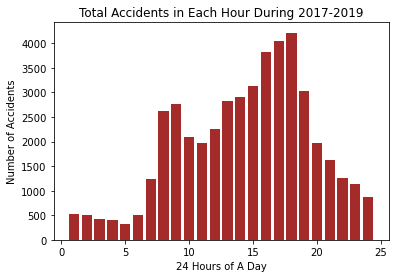 Total Accidents in Each Hour During 2017-2019
Number of Accidents
4000
3500
3000
2500
2000
1500
1000
500
0
0 5 10 15 20 25
24 Hours of A Day